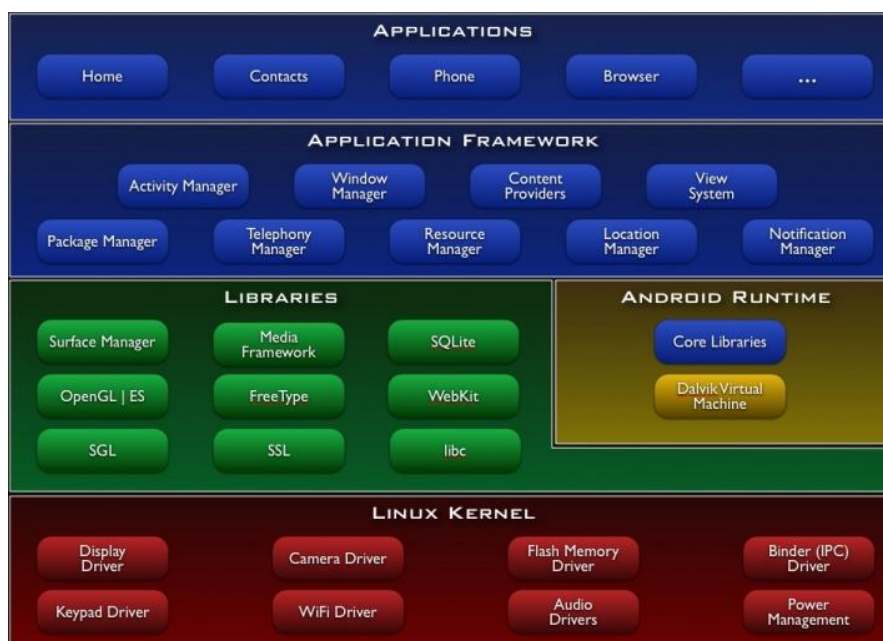 APPLICATIONS
Home
Contacts
Phone
Browser
...
APPLICATION FRAMEWORK
Activity Manager
Window
Manager
Content
Providers
View
System
Package Manager
Telephony
Manager
Resource
Manager
Location
Manager
Notification
Manager
LIBRARIES
Surface Manager
Media
Framework
SQLite
OpenGL | ES
FreeType
WebKit
SGL
SSL
libc
ANDROID RUNTIME
Core Libraries
Dalvik Virtual
Machine
LINUX KERNEL
Display
Driver
Camera Driver
Flash Memory
Driver
Binder (IPC)
Driver
Keypad Driver
WiFi Driver
Audio
Drivers
Power
Management